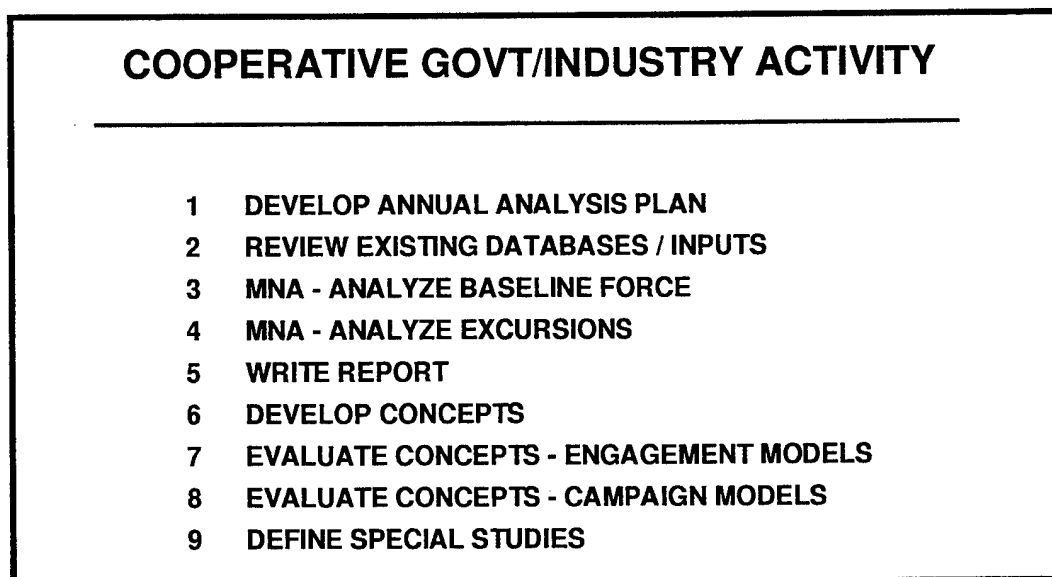 COOPERATIVE GOVT/INDUSTRY ACTIVITY
1 DEVELOP ANNUAL ANALYSIS PLAN
2 REVIEW EXISTING DATABASES / INPUTS
3 MNA - ANALYZE BASELINE FORCE
4 MNA - ANALYZE EXCURSIONS
5 WRITE REPORT
6 DEVELOP CONCEPTS
7 EVALUATE CONCEPTS - ENGAGEMENT MODELS
8 EVALUATE CONCEPTS - CAMPAIGN MODELS
9 DEFINE SPECIAL STUDIES